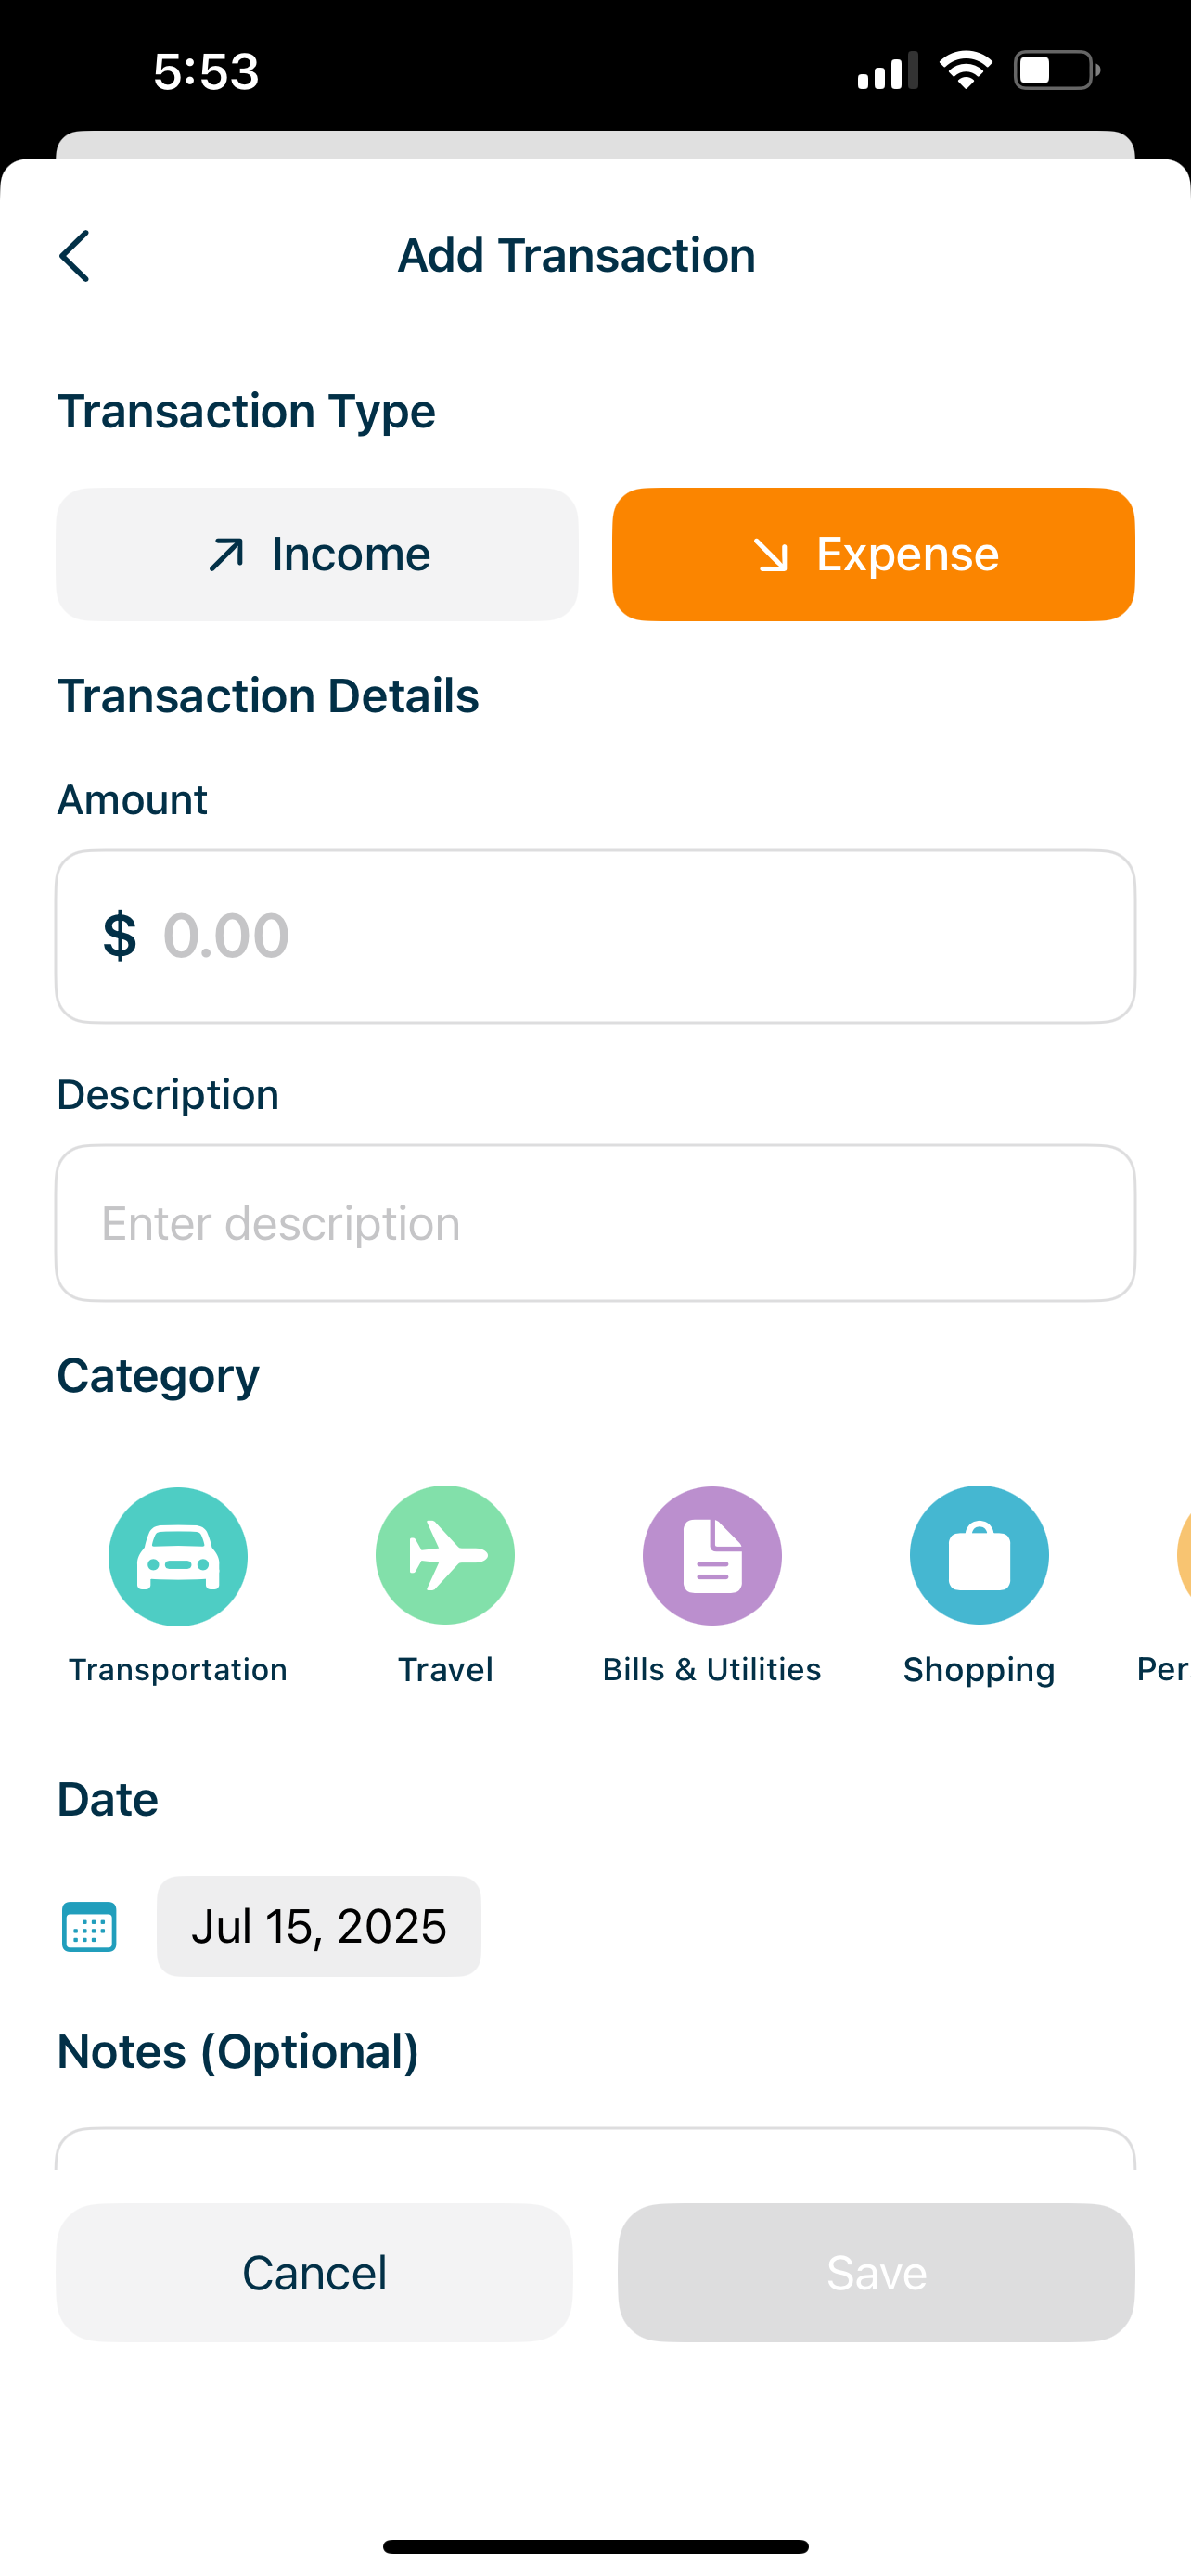 5:53
Add Transaction
Transaction Type
Income Expense
Transaction Details
Amount
$ 0.00
Description
Enter description
Category
Transportation Travel Bills & Utilities Shopping Per
Date
Jul 15, 2025
Notes (Optional)
Cancel Save